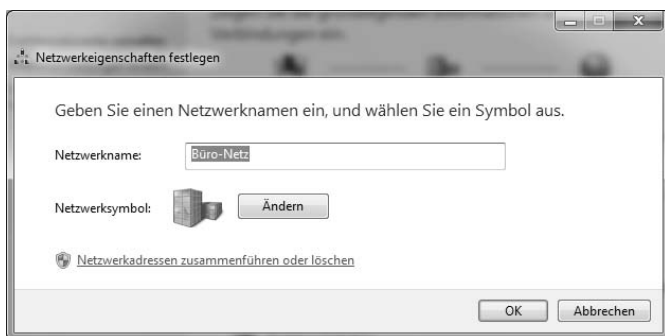 Netzwerkeigenschaften festlegen
Geben Sie einen Netzwerknamen ein, und wählen Sie ein Symbol aus.
Netzwerkname:
Büro-Netz
Netzwerksymbol:
Ändern
Netzwerkadressen zusammenführen oder löschen
OK
Abbrechen